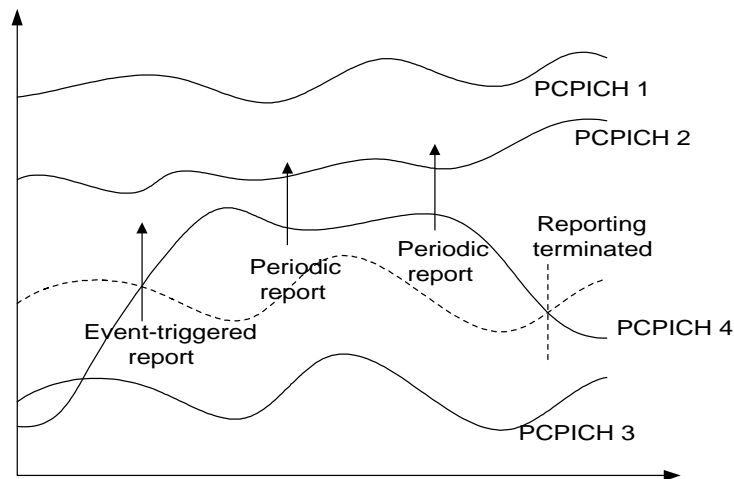 PCPICH 1
PCPICH 2
Reporting
terminated
Periodic
report
Periodic
report
Event-triggered
report
PCPICH 4
PCPICH 3